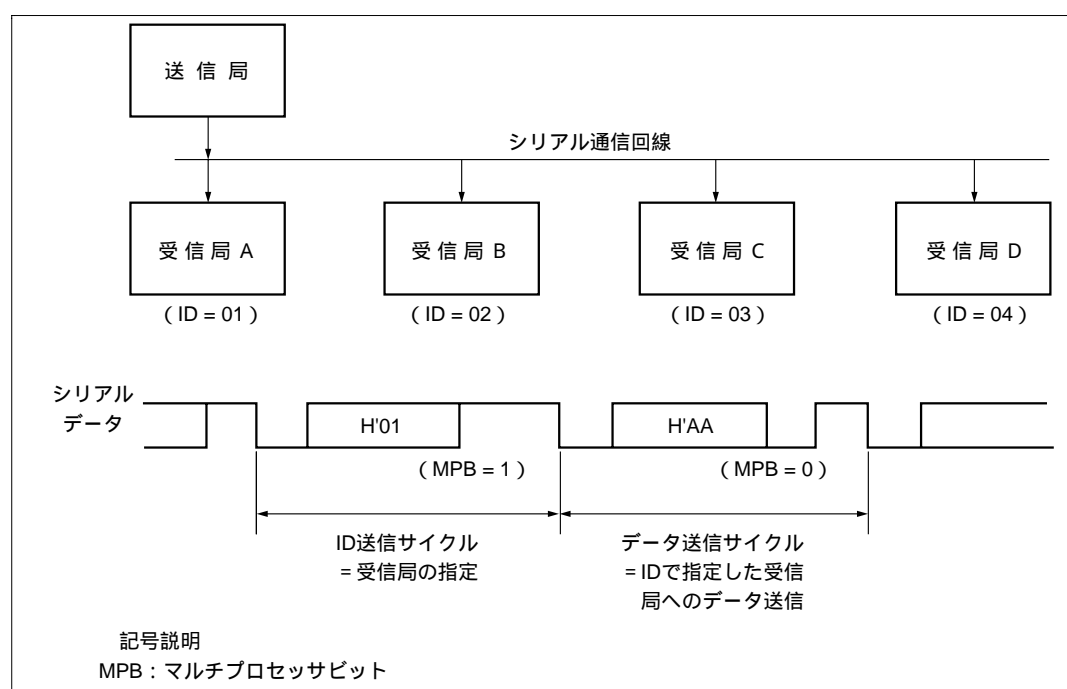 送 信 局
シリアル通信回線
受 信 局 A
受 信 局 B
受 信 局 C
受 信 局 D
( ID = 01 )
( ID = 02 )
( ID = 03 )
( ID = 04 )
シリアル
データ
H'01
H'AA
( MPB = 1 )
( MPB = 0 )
ID送信サイクル
= 受信局の指定
データ送信サイクル
= IDで指定した受信
局へのデータ送信
記号説明
MPB : マルチプロセッサビット